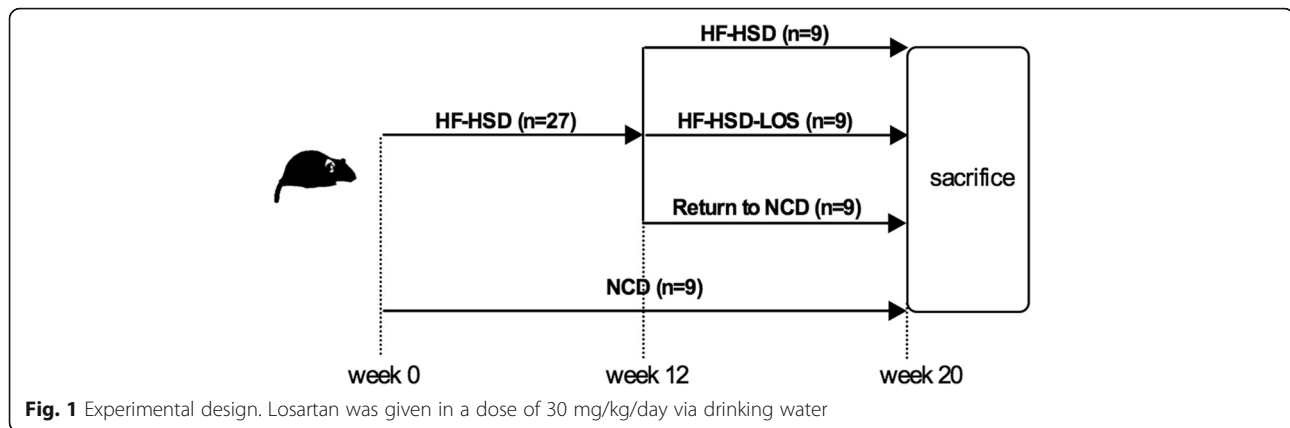 HF-HSD (n=9)
HF-HSD (n=27)
HF-HSD-LOS (n=9)
sacrifice
Return to NCD (n=9)
NCD (n=9)
week 0
week 12
week 20
Fig. 1 Experimental design. Losartan was given in a dose of 30 mg/kg/day via drinking water